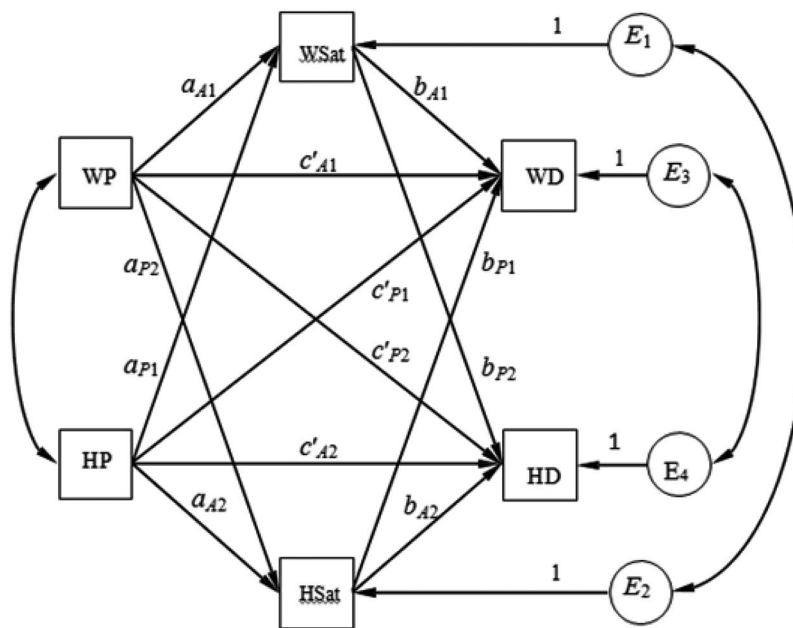 WSat
1
E1
aA1
bA1
WP
c'A1
WD
1
E3
aP2
bP1
c'P1
c'P2
aP1
bP2
HP
c'A2
HD
1
E4
aA2
bA2
HSat
1
E2